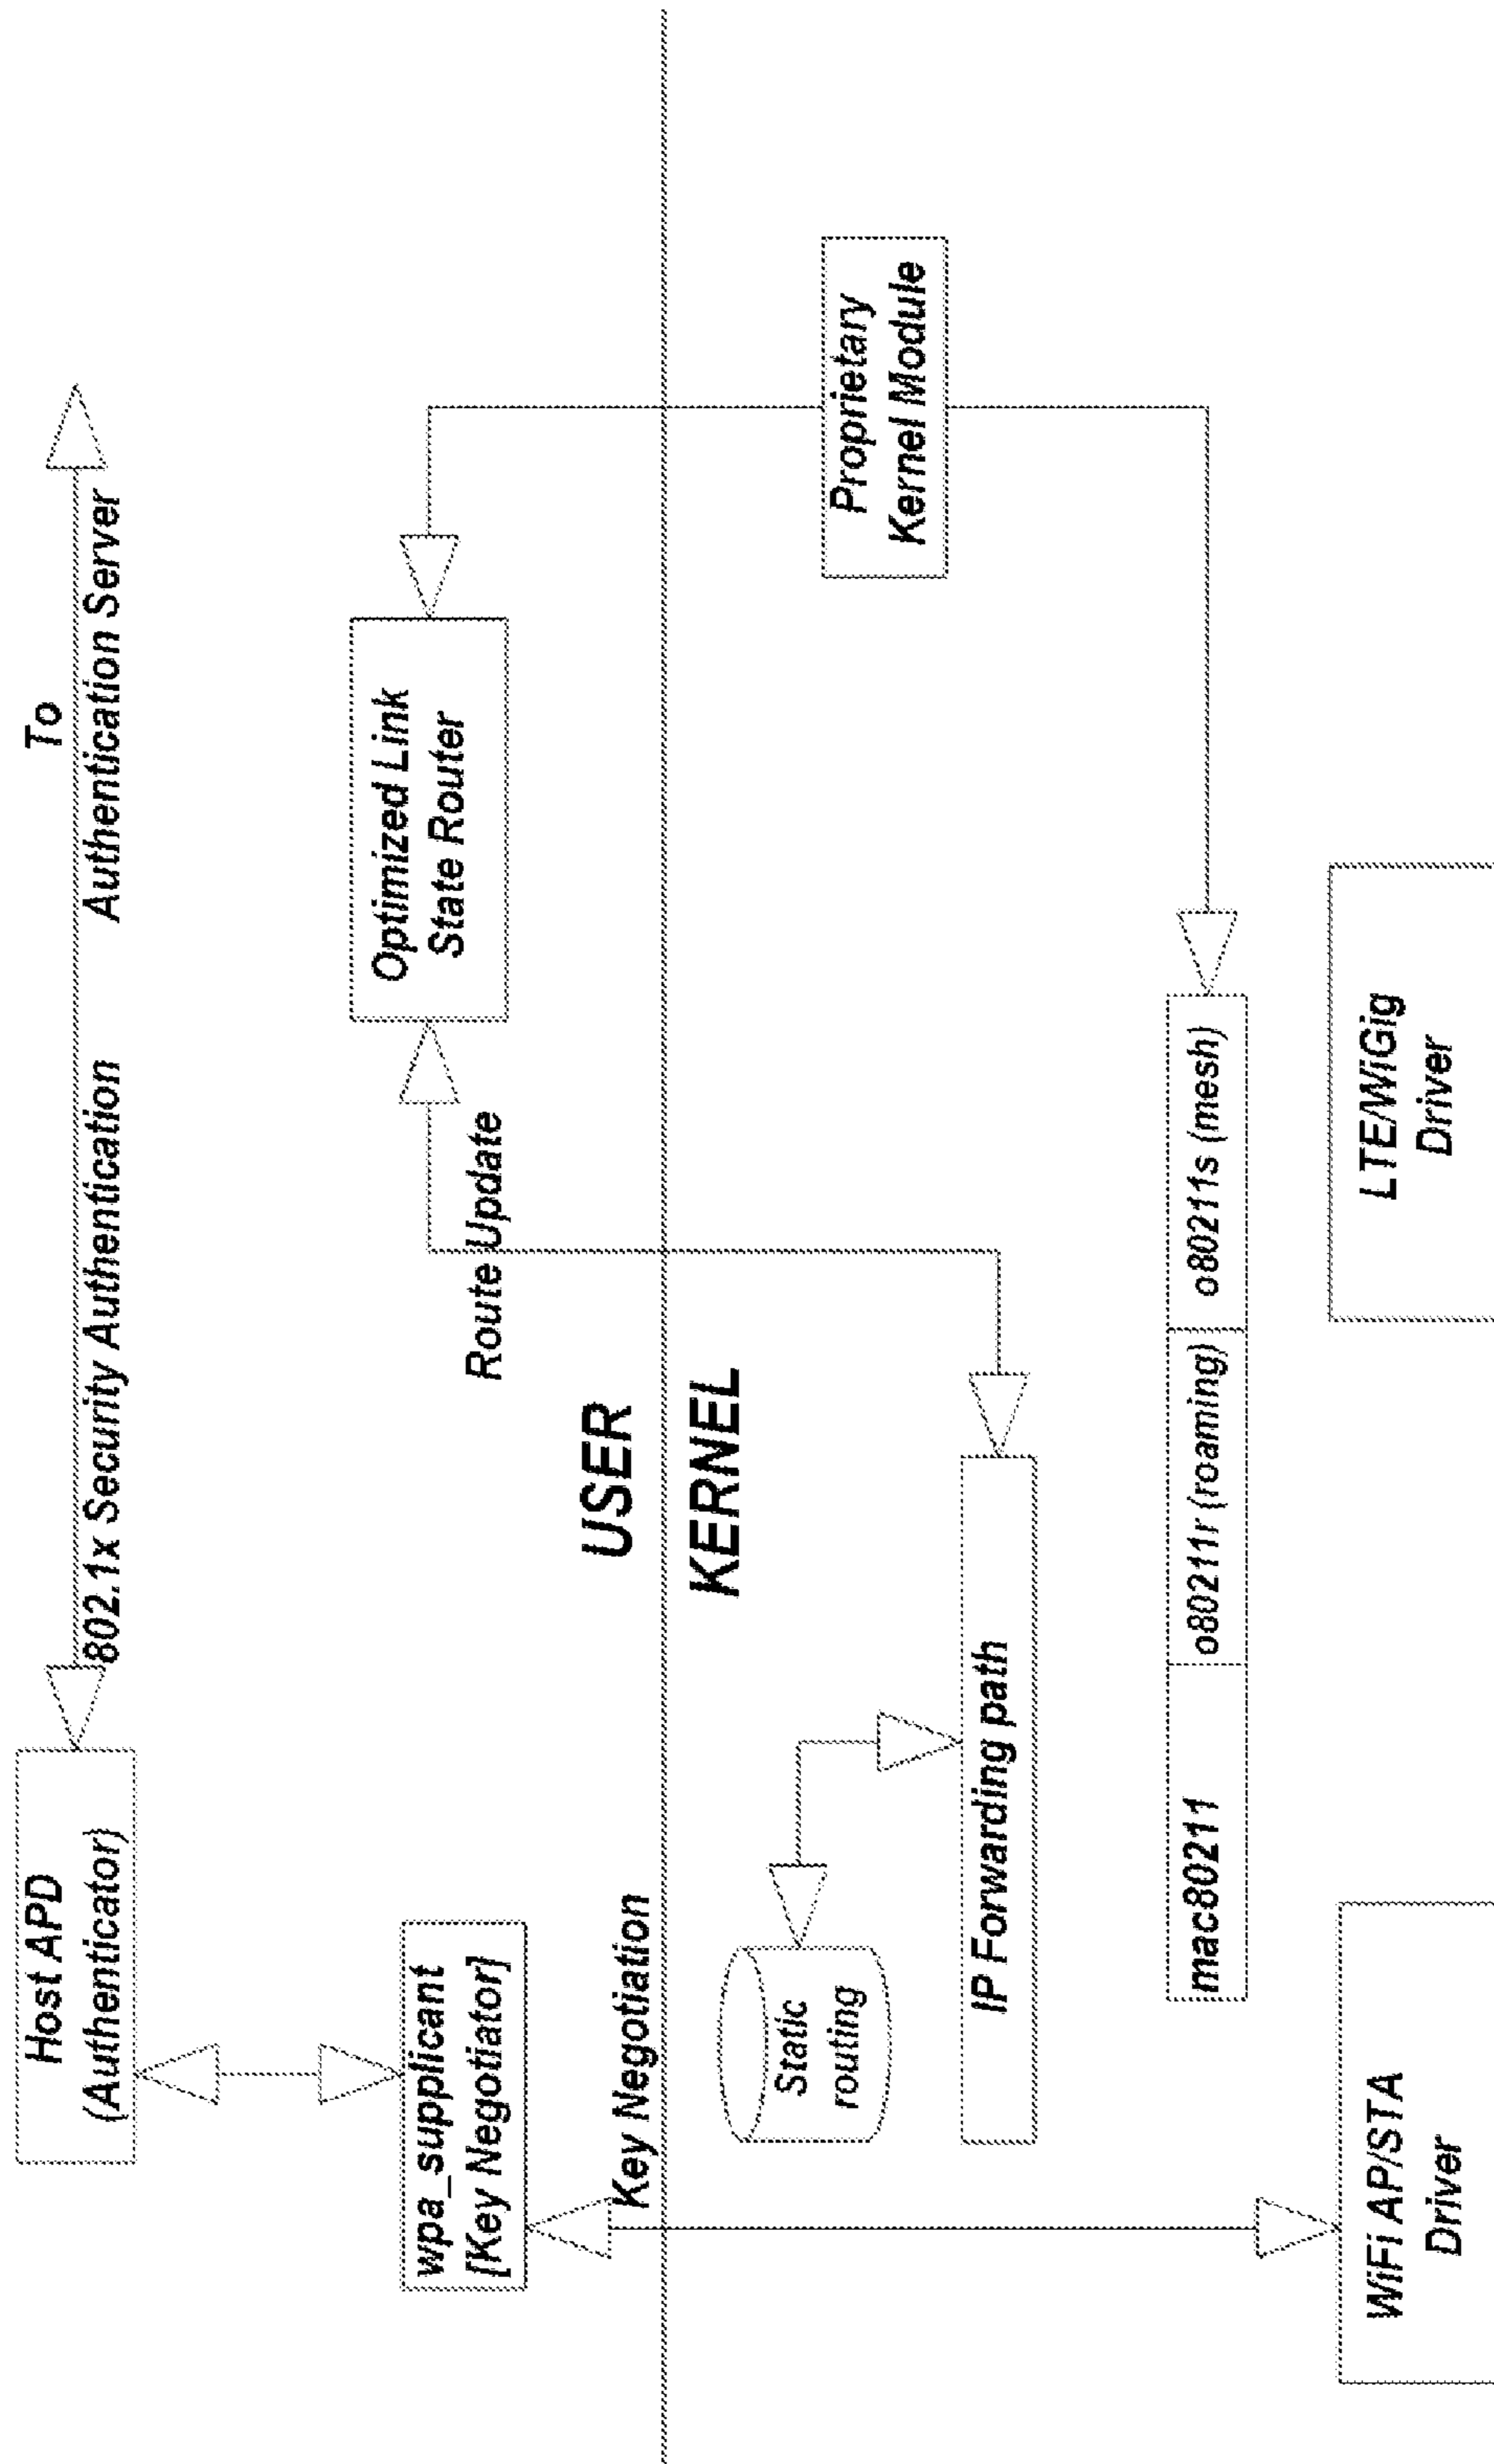 Host APD
(Authenticator)
To
802.1x Security Authentication
Authentication Server
wpa_supplicant
[Key Negotiator]
Optimized Link
State Router
Route Update
Key Negotiation
USER
KERNEL
Static
routing
Proprietary
Kernel Module
IP Forwarding path
mac80211
o80211r (roaming)
o80211s (mesh)
WiFi AP/STA
Driver
LTE/WiGig
Driver